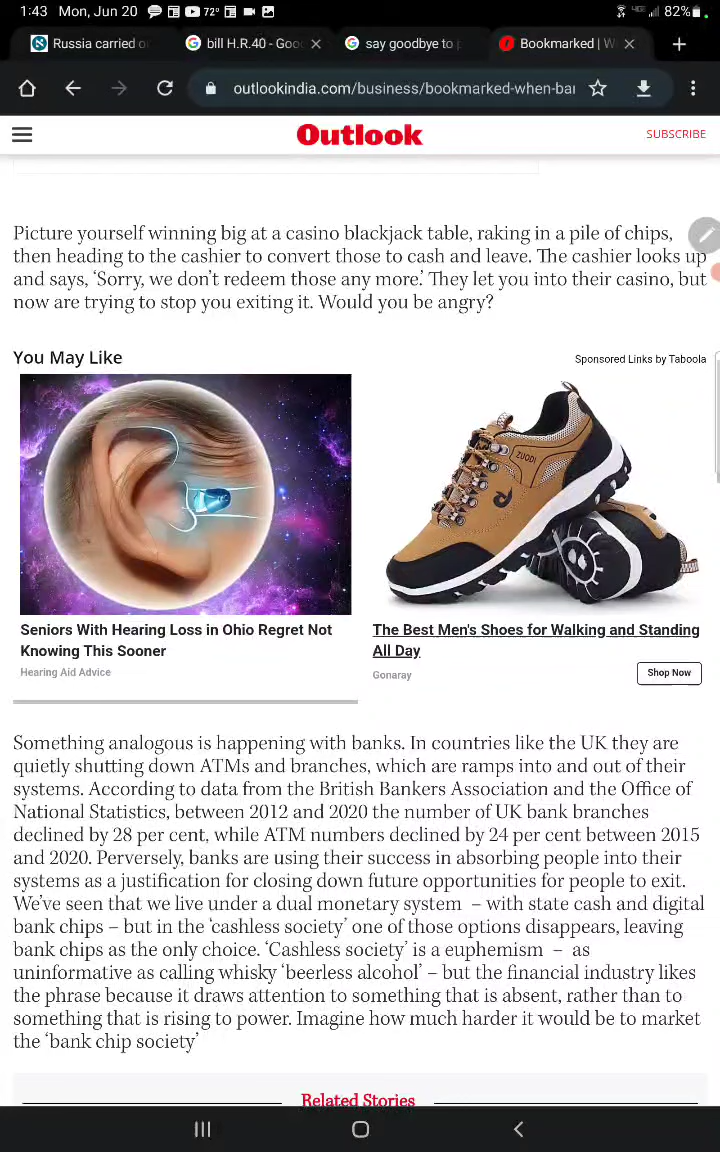 1:43 Mon, Jun 20 72° 82%
Russia carried o
bill H.R.40 - Goo
say goodbye to p
Bookmarked | W
outlookindia.com/business/bookmarked-when-bai
Outlook
SUBSCRIBE
Picture yourself winning big at a casino blackjack table, raking in a pile of chips,
then heading to the cashier to convert those to cash and leave. The cashier looks up
and says, ‘Sorry, we don’t redeem those any more.’ They let you into their casino, but
now are trying to stop you exiting it. Would you be angry?
You May Like
Sponsored Links by Taboola
ZUODI
Seniors With Hearing Loss in Ohio Regret Not
Knowing This Sooner
Hearing Aid Advice
The Best Men's Shoes for Walking and Standing
All Day
Gonaray
Shop Now
Something analogous is happening with banks. In countries like the UK they are
quietly shutting down ATMs and branches, which are ramps into and out of their
systems. According to data from the British Bankers Association and the Office of
National Statistics, between 2012 and 2020 the number of UK bank branches
declined by 28 per cent, while ATM numbers declined by 24 per cent between 2015
and 2020. Perversely, banks are using their success in absorbing people into their
systems as a justification for closing down future opportunities for people to exit.
We’ve seen that we live under a dual monetary system – with state cash and digital
bank chips – but in the ‘cashless society’ one of those options disappears, leaving
bank chips as the only choice. ‘Cashless society’ is a euphemism – as
uninformative as calling whisky ‘beerless alcohol’ – but the financial industry likes
the phrase because it draws attention to something that is absent, rather than to
something that is rising to power. Imagine how much harder it would be to market
the ‘bank chip society’
Related Stories